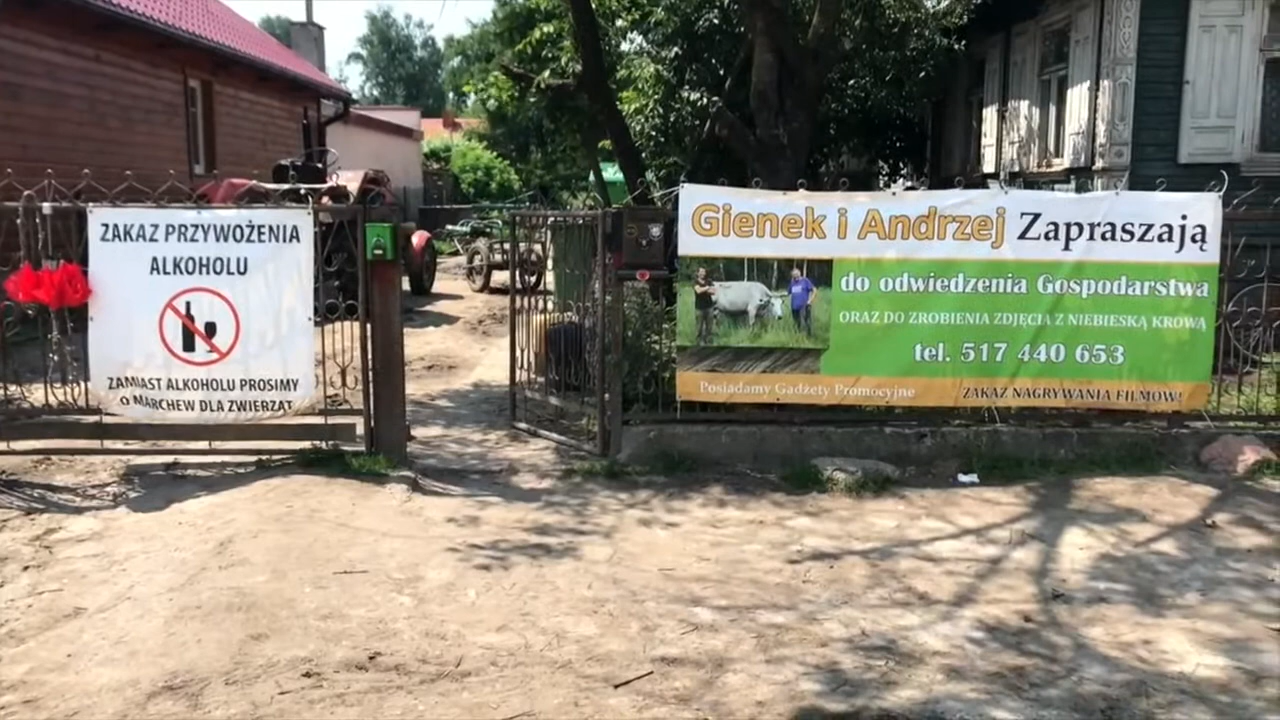 ZAKAZ PRZYWOŻENIA
ALKOHOLU
ZAMIAST ALKOHOLU PROSIMY
O MARCHEW DLA ZWIERZĄT
Gienek i Andrzej Zapraszają
do odwiedzenia Gospodarstwa
ORAZ DO ZROBIENIA ZDJĘCIA Z NIEBIESKĄ KROWĄ
tel. 517 440 653
Posiadamy Gadżety Promocyjne
ZAKAZ NAGRYWANIA FILMÓW!